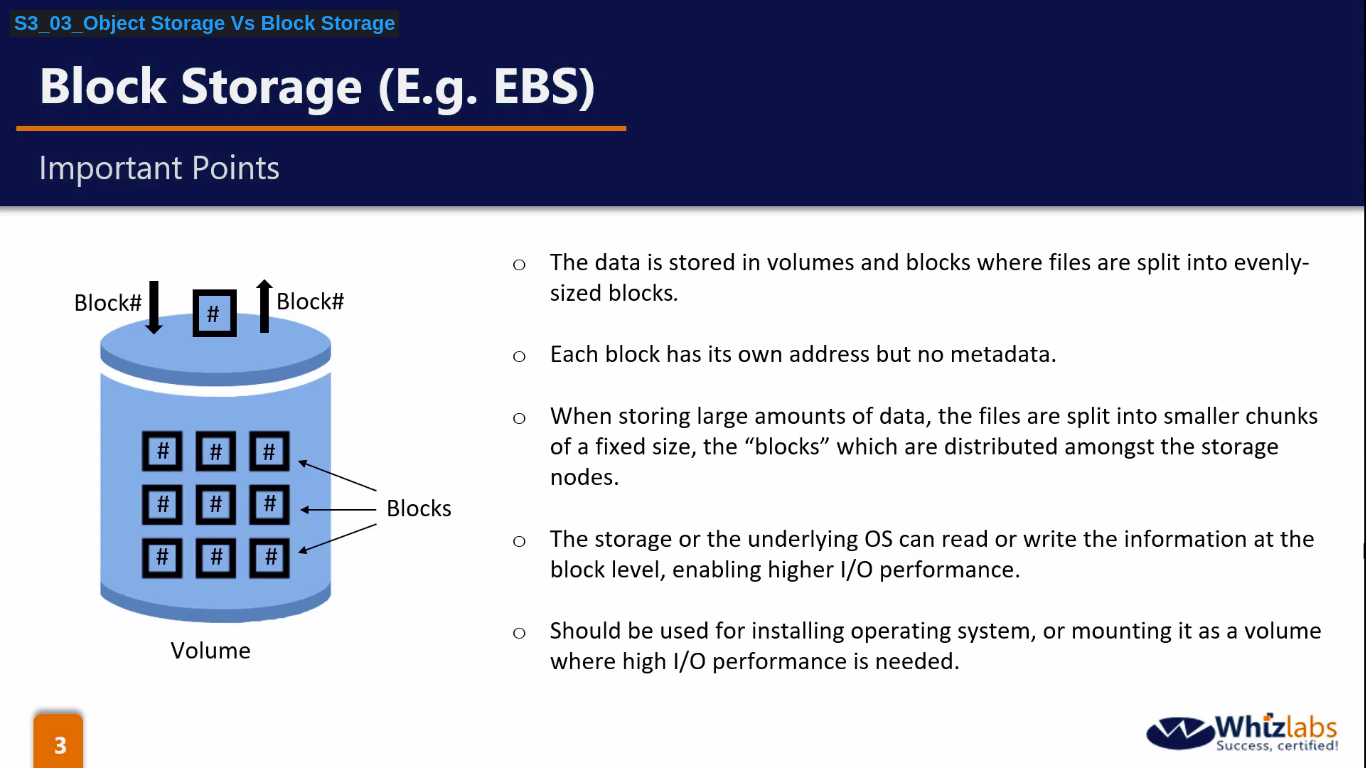 S3_03_Object Storage Vs Block Storage
Block Storage (E.g. EBS)
Important Points
Block#
#
Block#
# # #
# # #
# # #
Blocks
Volume
o The data is stored in volumes and blocks where files are split into evenly-
sized blocks.
o Each block has its own address but no metadata.
o When storing large amounts of data, the files are split into smaller chunks
of a fixed size, the “blocks” which are distributed amongst the storage
nodes.
o The storage or the underlying OS can read or write the information at the
block level, enabling higher I/O performance.
o Should be used for installing operating system, or mounting it as a volume
where high I/O performance is needed.
3
Whizlabs
Success, certified!